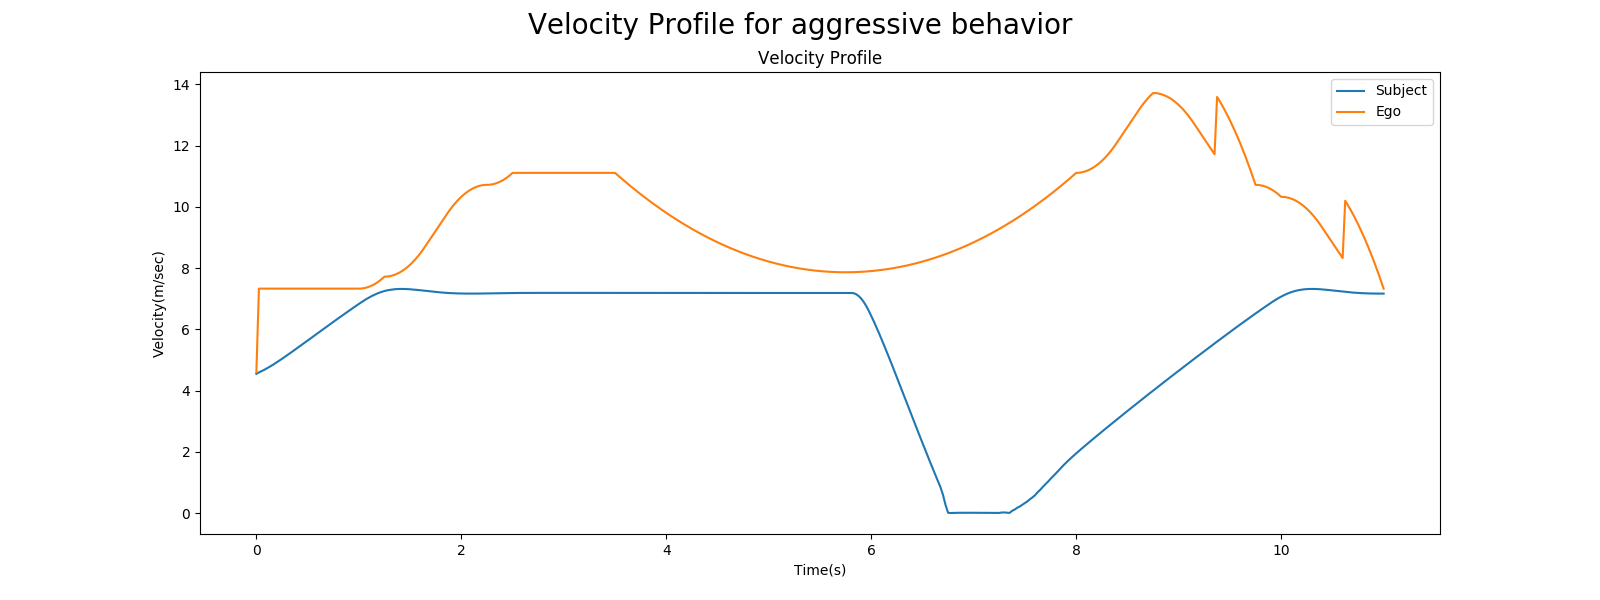 Velocity Profile for aggressive behavior
Velocity Profile
Subject
Ego
14
12
10
8
6
4
2
0
Velocity(m/sec)
0 2 4 6 8 10
Time(s)